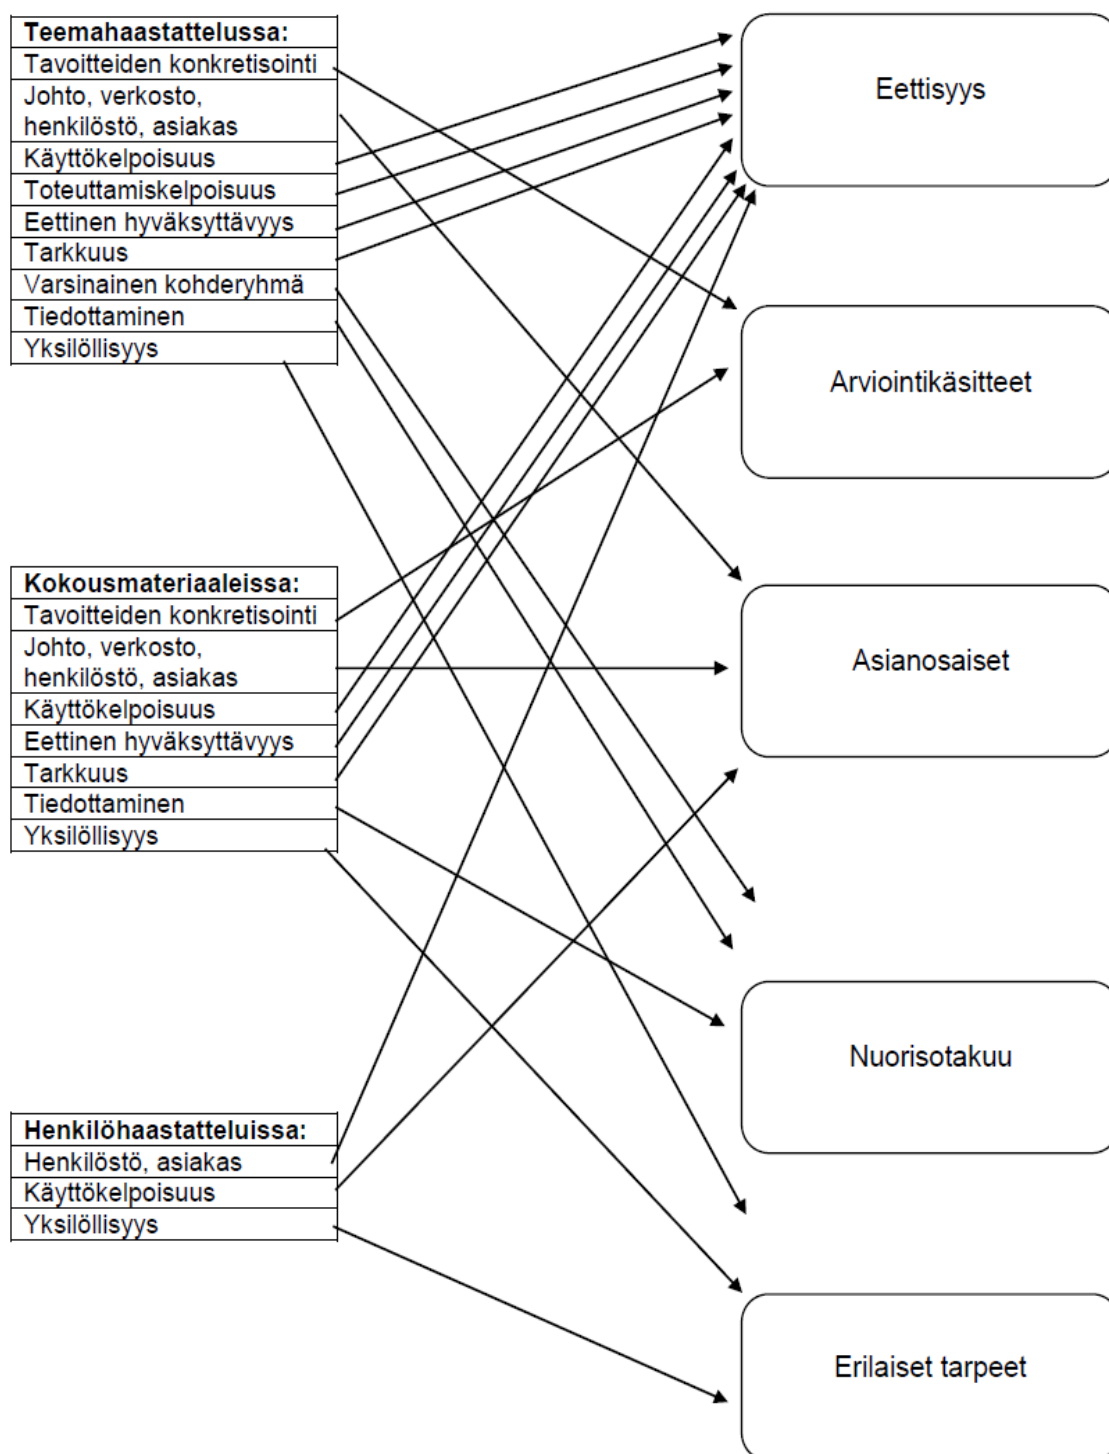 Teemahaastattelussa:
Tavoitteiden konkretisointi
Johto, verkosto,
henkilöstö, asiakas
Käyttökelpoisuus
Toteuttamiskelpoisuus
Eettinen hyväksyttävyys
Tarkkuus
Varsinainen kohderyhmä
Tiedottaminen
Yksilöllisyys
Kokousmateriaaleissa:
Tavoitteiden konkretisointi
Johto, verkosto,
henkilöstö, asiakas
Käyttökelpoisuus
Eettinen hyväksyttävyys
Tarkkuus
Tiedottaminen
Yksilöllisyys
Henkilöhaastatteluissa:
Henkilöstö, asiakas
Käyttökelpoisuus
Yksilöllisyys
Eettisyys
Arviointikäsitteet
Asianosaiset
Nuorisotakuu
Erilaiset tarpeet